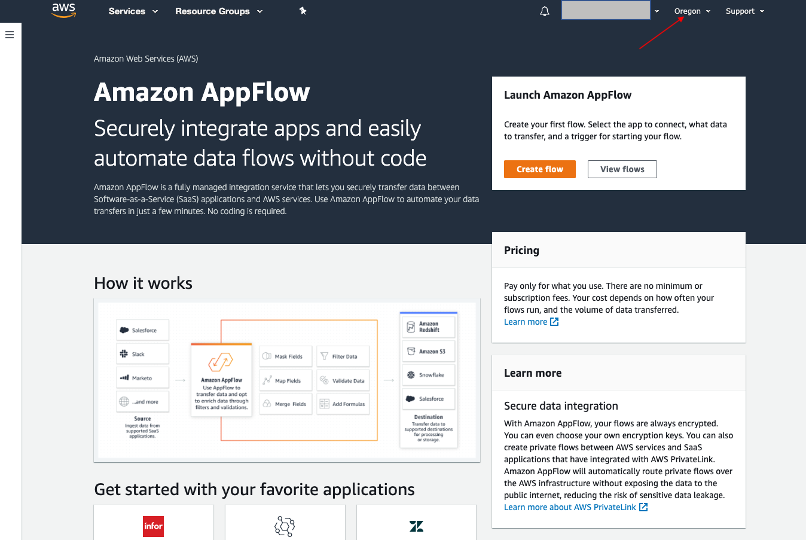 aws
Services
Resource Groups
Oregon
Support
Amazon Web Services (AWS)
Amazon AppFlow
Securely integrate apps and easily
automate data flows without code
Amazon AppFlow is a fully managed integration service that lets you securely transfer data between
Software-as-a-Service (SaaS) applications and AWS services. Use Amazon AppFlow to automate your data
transfers in just a few minutes. No coding is required.
Launch Amazon AppFlow
Create your first flow. Select the app to connect, what data
to transfer, and a trigger for starting your flow.
Create flow
View flows
Pricing
Pay only for what you use. There are no minimum or
subscription fees. Your cost depends on how often your
flows run, and the volume of data transferred.
Learn more
How it works
Salesforce
Slack
Marketo
...and more
Source
Ingest data from
supported SaaS
applications.
Amazon AppFlow
Use AppFlow to
transfer data and opt
to enrich data through
filters and validations.
Mask Fields
Filter Data
Map Fields
Validate Data
Merge Fields
Add Formulas
Amazon
Redshift
Amazon S3
Snowflake
Salesforce
Destination
Transfer data to
supported destinations
for processing
or storage.
Learn more
Secure data integration
With Amazon AppFlow, your flows are always encrypted.
You can even choose your own encryption keys. You can also
create private flows between AWS services and SaaS
applications that have integrated with AWS PrivateLink.
Amazon AppFlow will automatically route private flows over
the AWS infrastructure without exposing the data to the
public internet, reducing the risk of sensitive data leakage.
Learn more about AWS PrivateLink
Get started with your favorite applications
infor